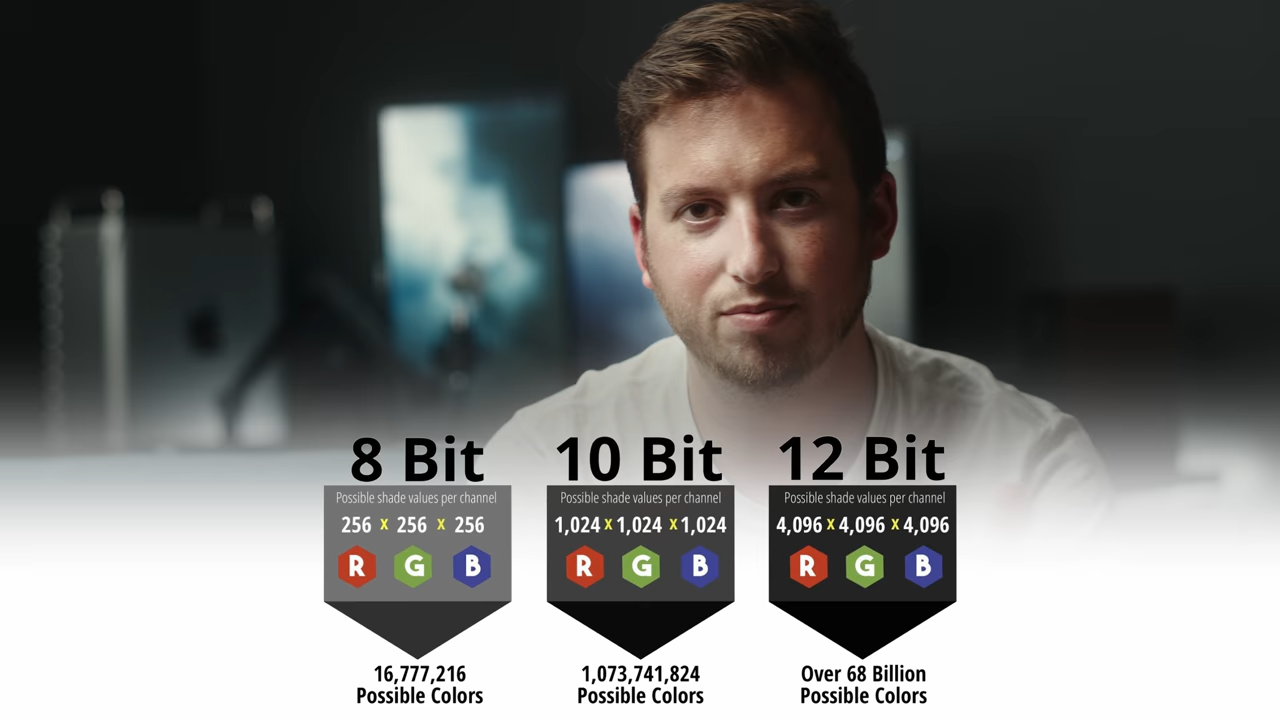 8 Bit
Possible shade values per channel
256 x 256 x 256
R G B
16,777,216
Possible Colors
10 Bit
Possible shade values per channel
1,024 x 1,024 x 1,024
R G B
1,073,741,824
Possible Colors
12 Bit
Possible shade values per channel
4,096 x 4,096 x 4,096
R G B
Over 68 Billion
Possible Colors